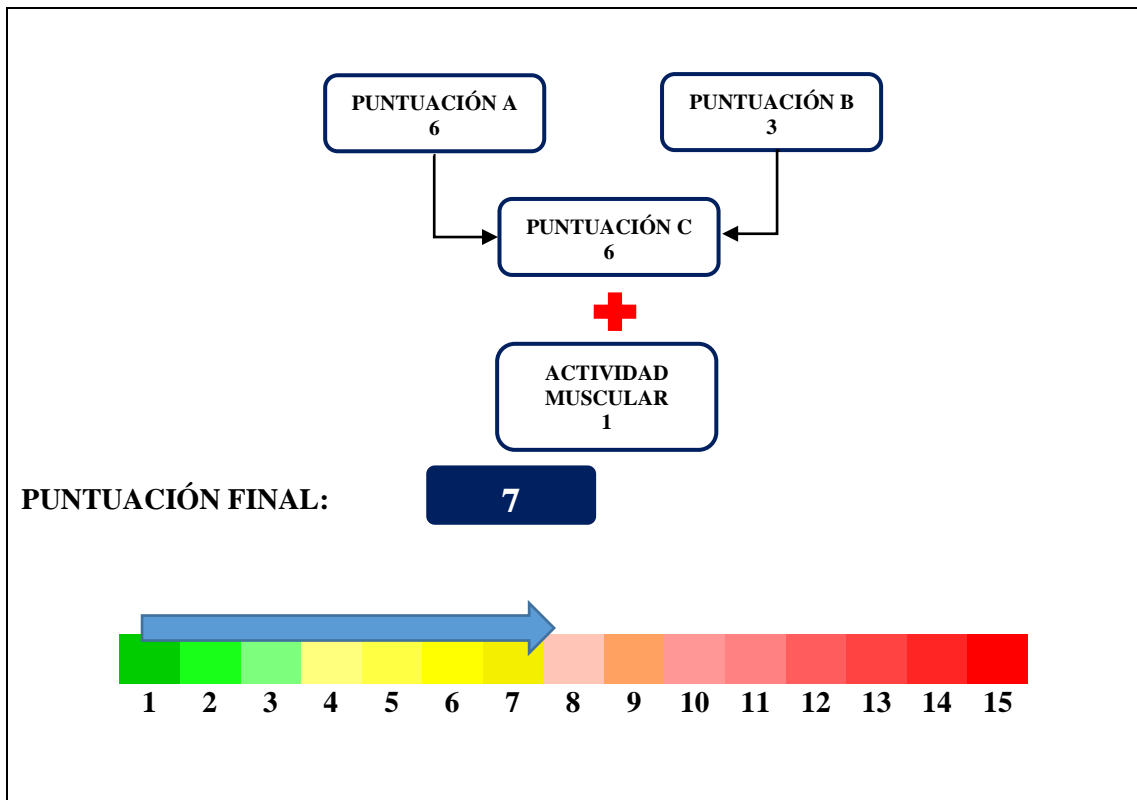 PUNTUACIÓN A
6
PUNTUACIÓN B
3
PUNTUACIÓN C
6
ACTIVIDAD
MUSCULAR
1
PUNTUACIÓN FINAL:
7
1 2 3 4 5 6 7 8 9 10 11 12 13 14 15